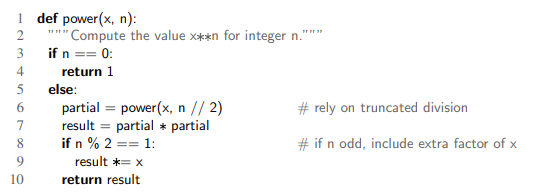 1 def power(x, n):
2 """Compute the value x**n for integer n."""
3 if n == 0:
4 return 1
5 else:
6 partial = power(x, n // 2) # rely on truncated division
7 result = partial * partial
8 if n % 2 == 1: # if n odd, include extra factor of x
9 result *= x
10 return result